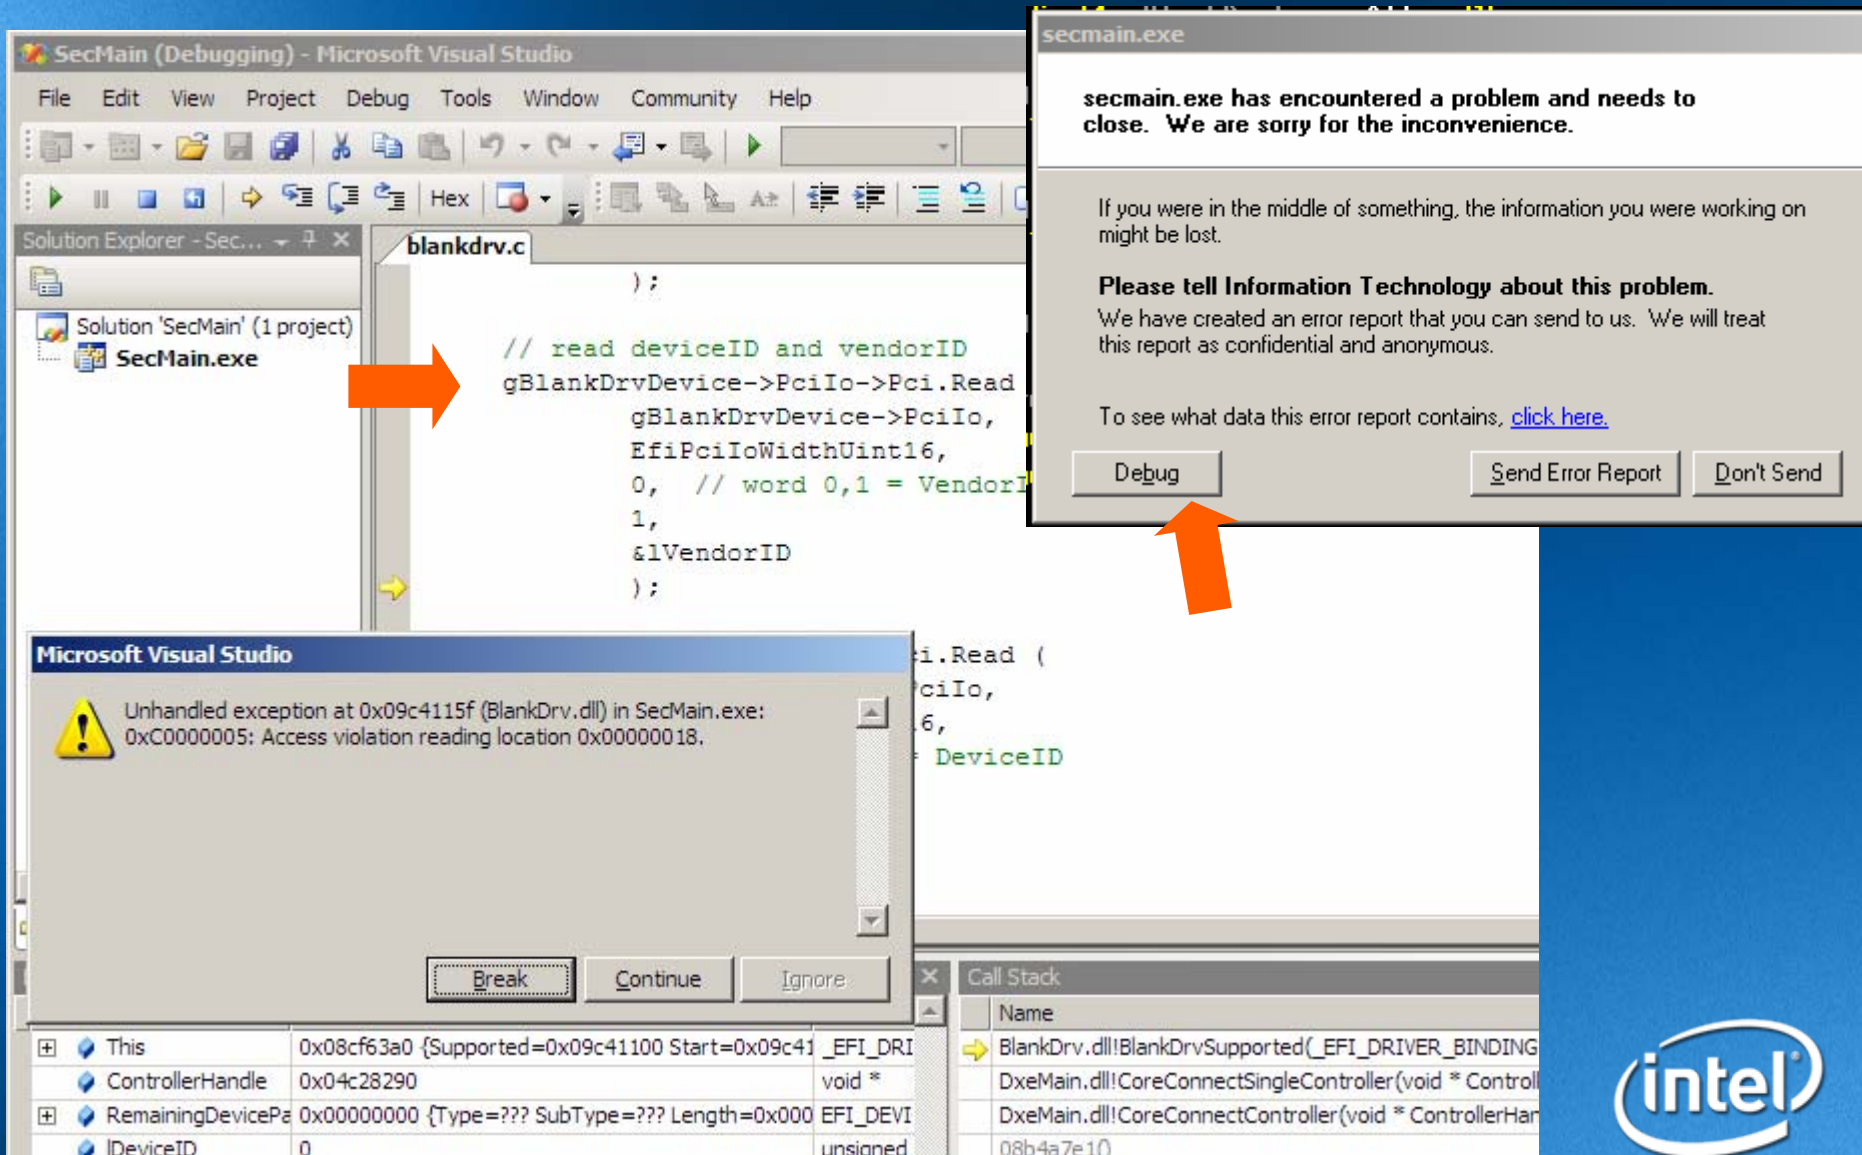 SecMain (Debugging) - Microsoft Visual Studio
File Edit View Project Debug Tools Window Community Help
Hex
Solution Explorer - Sec...
blankdrv.c
Solution 'SecMain' (1 project)
SecMain.exe
);
// read deviceID and vendorID
gBlankDrvDevice->PciIo->Pci.Read
gBlankDrvDevice->PciIo,
EfiPciIoWidthUint16,
0, // word 0,1 = VendorI
1,
&lVendorID
);
i.Read (
ciIo,
6,
= DeviceID
secmain.exe
secmain.exe has encountered a problem and needs to
close. We are sorry for the inconvenience.
If you were in the middle of something, the information you were working on
might be lost.
Please tell Information Technology about this problem.
We have created an error report that you can send to us. We will treat
this report as confidential and anonymous.
To see what data this error report contains, click here.
Debug Send Error Report Don't Send
Microsoft Visual Studio
Unhandled exception at 0x09c4115f (BlankDrv.dll) in SecMain.exe:
0xC0000005: Access violation reading location 0x00000018.
Break Continue Ignore
This 0x08cf63a0 {Supported=0x09c41100 Start=0x09c41 _EFI_DRI
ControllerHandle 0x04c28290 void *
RemainingDevicePa 0x00000000 {Type=??? SubType=??? Length=0x000 EFI_DEVI
lDeviceID 0 unsigned
Call Stack
Name
BlankDrv.dll!BlankDrvSupported(_EFI_DRIVER_BINDING
DxeMain.dll!CoreConnectSingleController(void * Controll
DxeMain.dll!CoreConnectController(void * ControllerHan
08b4a7e1()
intel